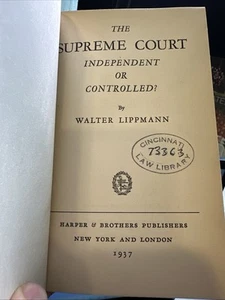 THE
SUPREME COURT
INDEPENDENT
OR
CONTROLLED?
By
WALTER LIPPMANN
CINCINNATI
73363
LAW LIBRARY
HARPER & BROTHERS PUBLISHERS
NEW YORK AND LONDON
1937